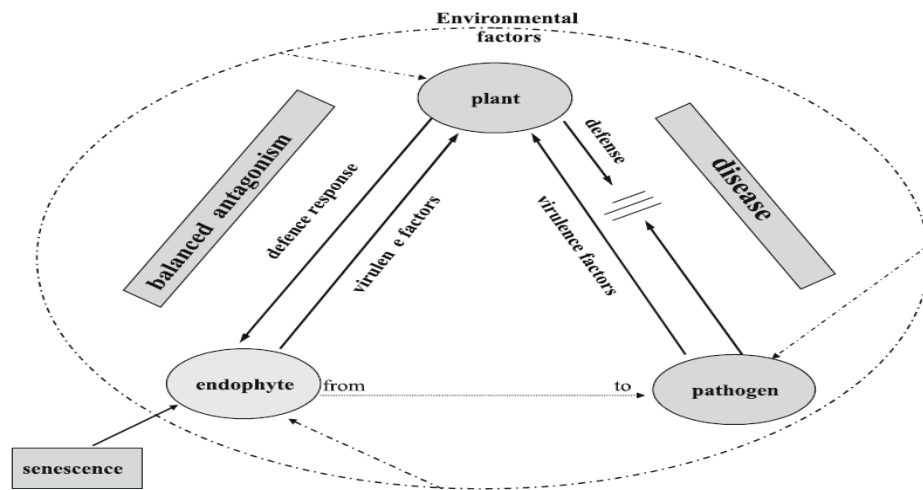 Environmental
factors
plant
balanced antagonism
defence response
virulen e factors
defense
disease
virulence factors
endophyte
from
to
pathogen
senescence